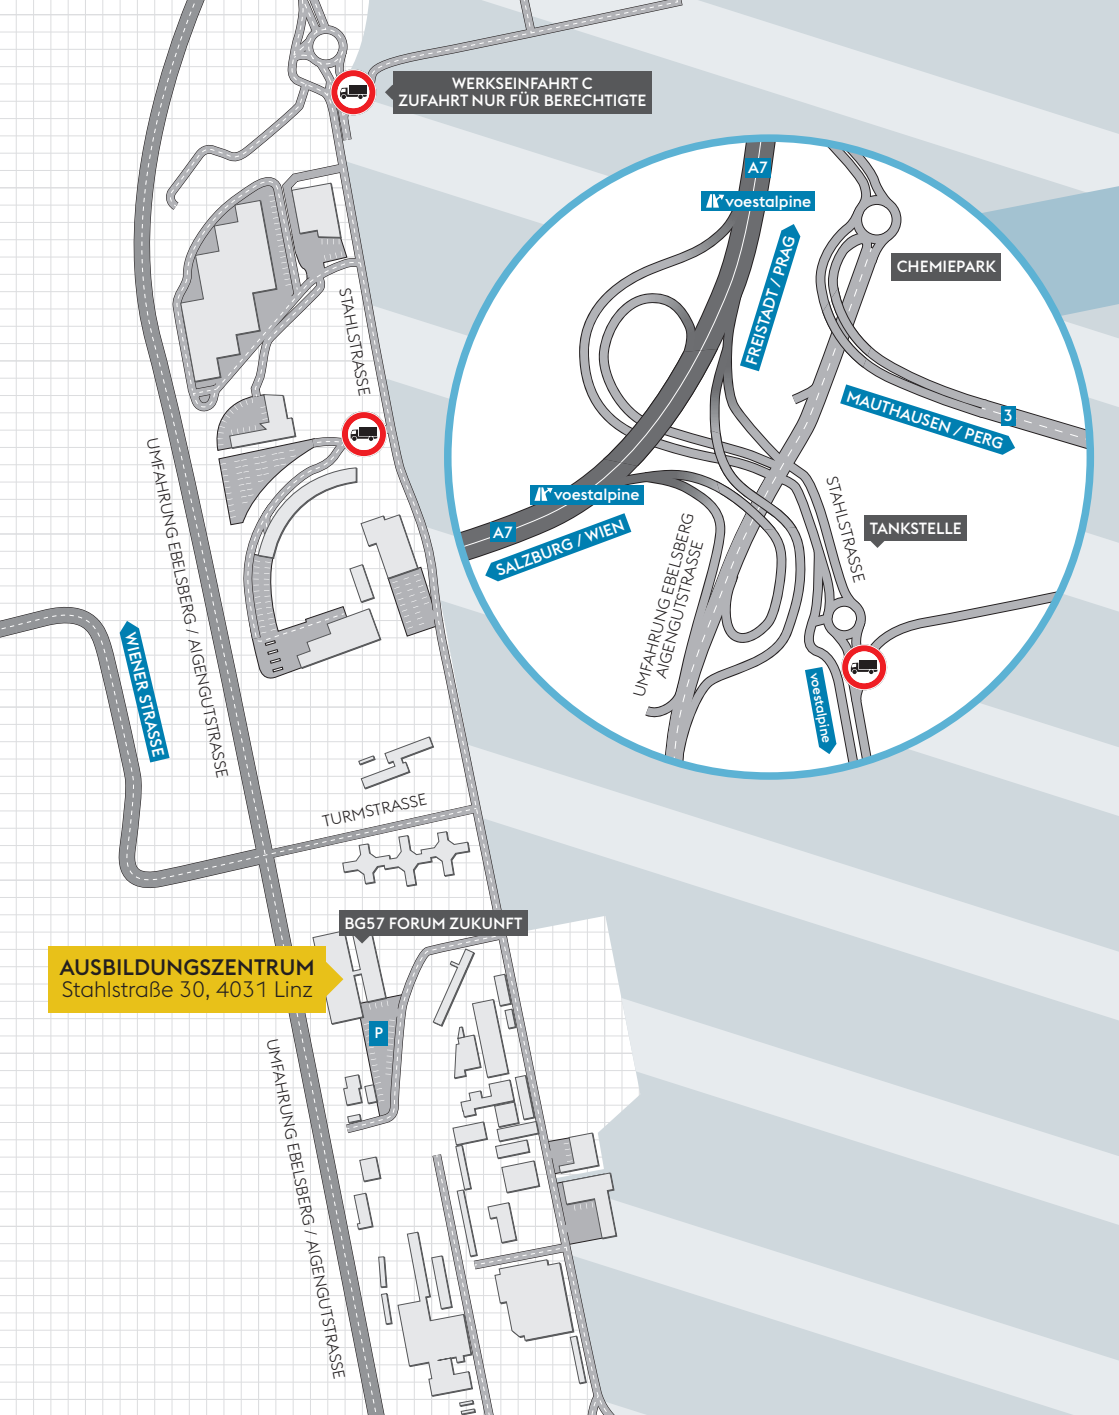 WERKSEINFAHRT C
ZUFAHRT NUR FÜR BERECHTIGTE
A7
voestalpine
FREISTADT / PRAG
CHEMIEPARK
MAUTHAUSEN / PERG
3
voestalpine
A7
SALZBURG / WIEN
STAHLSTRASSE
TANKSTELLE
UMFAHRUNG EBELSBERG
AIGENGUTSTRASSE
voestalpine
STAHLSTRASSE
UMFAHRUNG EBELSBERG / AIGENGUTSTRASSE
WIENER STRASSE
TURMSTRASSE
BG57 FORUM ZUKUNFT
AUSBILDUNGSZENTRUM
Stahlstraße 30, 4031 Linz
P
UMFAHRUNG EBELSBERG / AIGENGUTSTRASSE